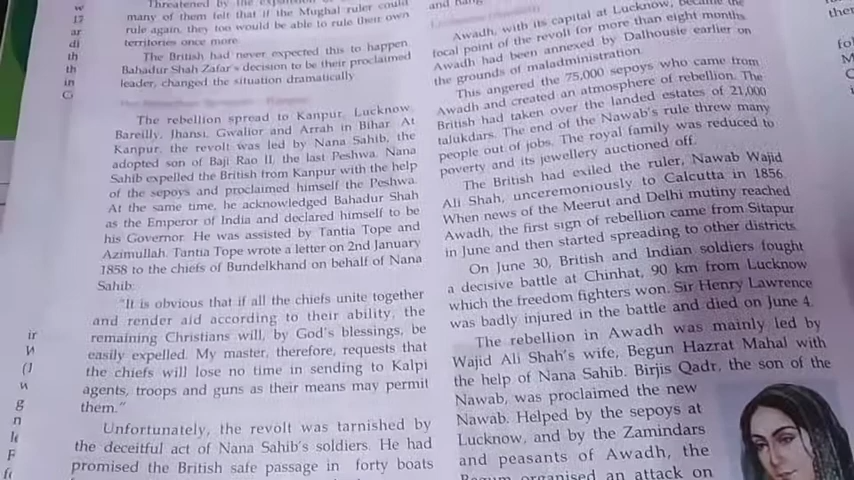 Threatened by the
many of them felt that if the Mughal ruler could
rule again, they too would be able to rule their own
territories once more.
The British had never expected this to happen.
Bahadur Shah Zafar's decision to be their proclaimed
leader, changed the situation dramatically
The rebellion spread to Kanpur, Lucknow,
Bareilly, Jhansi, Gwalior and Arrah in Bihar. At
Kanpur, the revolt was led by Nana Sahib, the
adopted son of Baji Rao II, the last Peshwa. Nana
Sahib expelled the British from Kanpur with the help
of the sepoys and proclaimed himself the Peshwa.
At the same time, he acknowledged Bahadur Shah
as the Emperor of India and declared himself to be
his Governor. He was assisted by Tantia Tope and
Azimullah. Tantia Tope wrote a letter on 2nd January
1858 to the chiefs of Bundelkhand on behalf of Nana
Sahib:
"It is obvious that if all the chiefs unite together
and render aid according to their ability, the
remaining Christians will, by God's blessings, be
easily expelled. My master, therefore, requests that
the chiefs will lose no time in sending to Kalpi
agents, troops and guns as their means may permit
them."
Unfortunately, the revolt was tarnished by
the deceitful act of Nana Sahib's soldiers. He had
promised the British safe passage in forty boats
and hang
Awadh, with its capital at Lucknow, became the
focal point of the revolt for more than eight months.
Awadh had been annexed by Dalhousie earlier on
the grounds of maladministration.
This angered the 75,000 sepoys who came from
Awadh and created an atmosphere of rebellion. The
British had taken over the landed estates of 21,000
talukdars. The end of the Nawab's rule threw many
people out of jobs. The royal family was reduced to
poverty and its jewellery auctioned off.
The British had exiled the ruler, Nawab Wajid
Ali Shah, unceremoniously to Calcutta in 1856.
When news of the Meerut and Delhi mutiny reached
Awadh, the first sign of rebellion came from Sitapur
in June and then started spreading to other districts.
On June 30, British and Indian soldiers fought
a decisive battle at Chinhat, 90 km from Lucknow
which the freedom fighters won. Sir Henry Lawrence
was badly injured in the battle and died on June 4.
The rebellion in Awadh was mainly led by
Wajid Ali Shah's wife, Begun Hazrat Mahal with
the help of Nana Sahib. Birjis Qadr, the son of the
Nawab, was proclaimed the new
Nawab. Helped by the sepoys at
Lucknow, and by the Zamindars
and peasants of Awadh, the
Begum organised an attack on